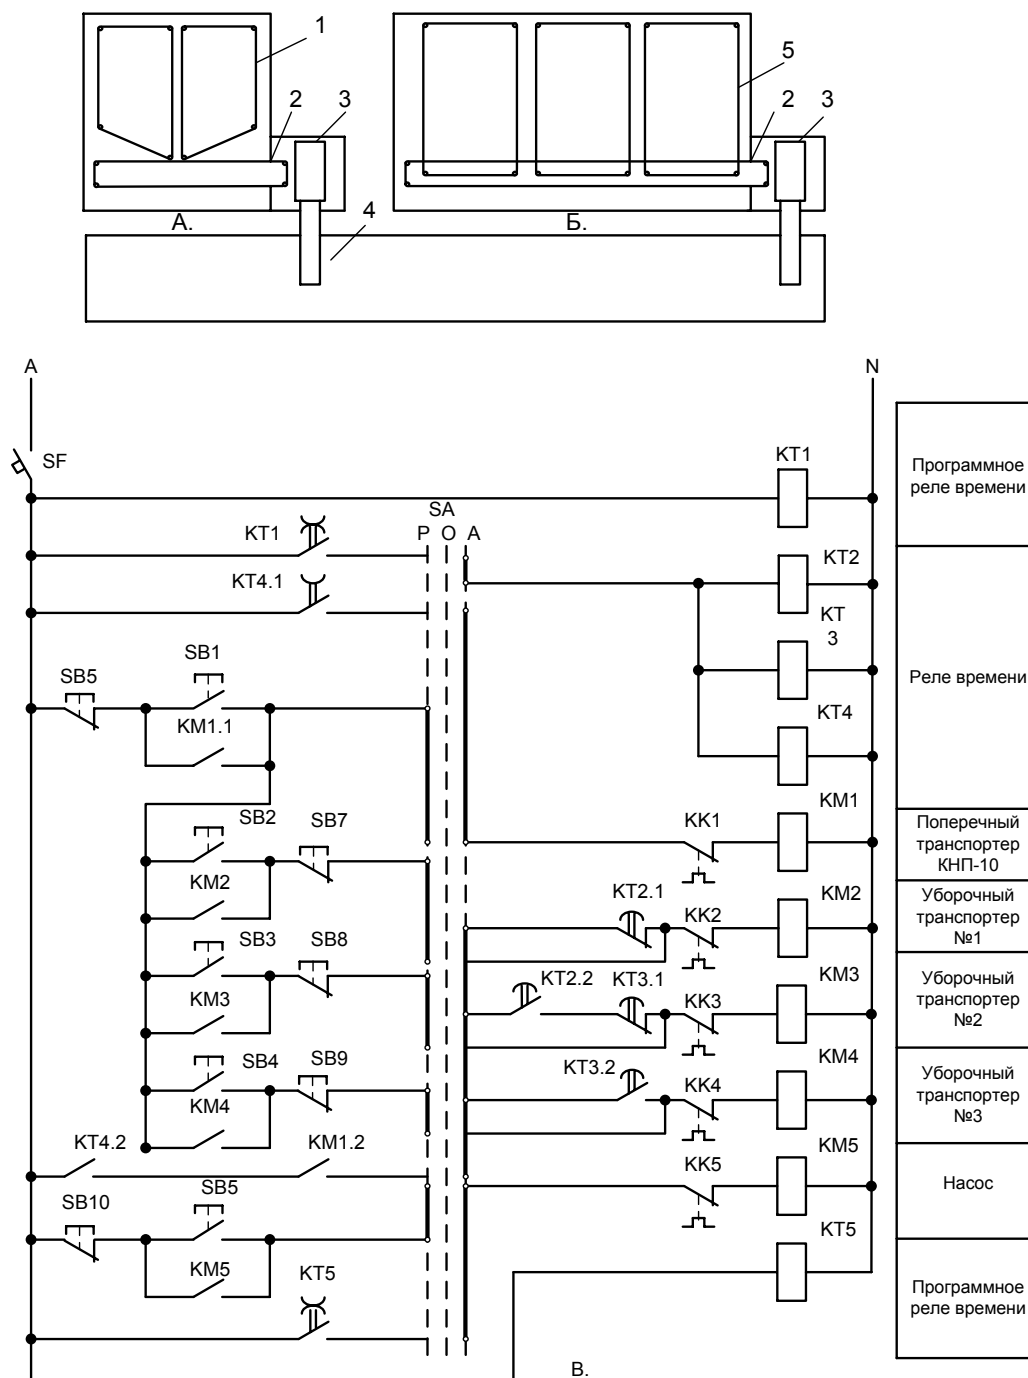 1
2
3
5
2
3
А.
4
Б.
A
N
SF
KT1
Программное
реле времени
KT1
SA
P O A
KT2
KT4.1
KT
3
SB1
SB5
Реле времени
KT4
KM1.1
KM1
SB2
SB7
KK1
Поперечный
транспортер
КНП-10
KM2
KT2.1
KK2
KM2
Уборочный
транспортер
№1
SB3
SB8
KT2.2
KT3.1
KK3
KM3
KM3
Уборочный
транспортер
№2
SB4
SB9
KT3.2
KK4
KM4
KM4
Уборочный
транспортер
№3
KT4.2
KM1.2
KK5
KM5
Насос
SB10
SB5
KT5
KM5
KT5
Программное
реле времени
В.